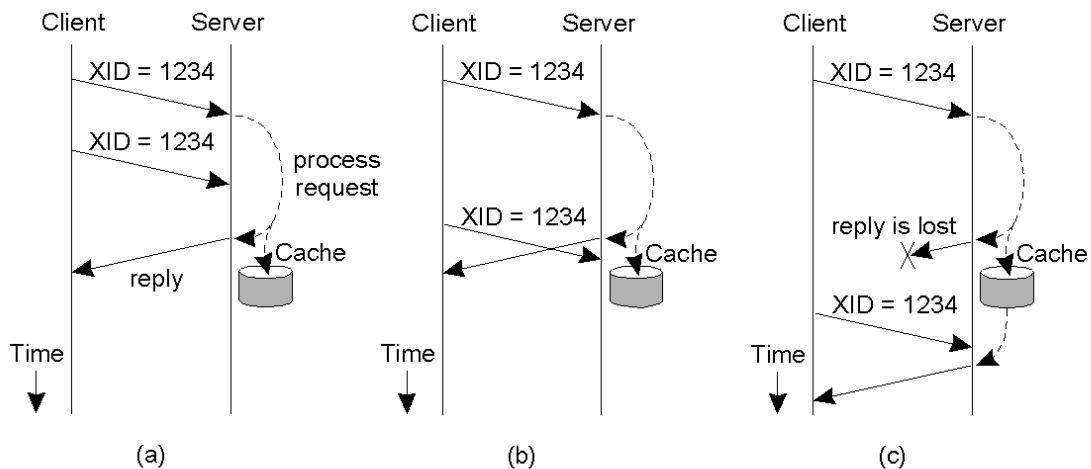 Client Server
XID = 1234
XID = 1234
process
request
Cache
reply
Time
(a)
Client Server
XID = 1234
XID = 1234
Cache
Time
(b)
Client Server
XID = 1234
reply is lost
Cache
XID = 1234
Time
(c)